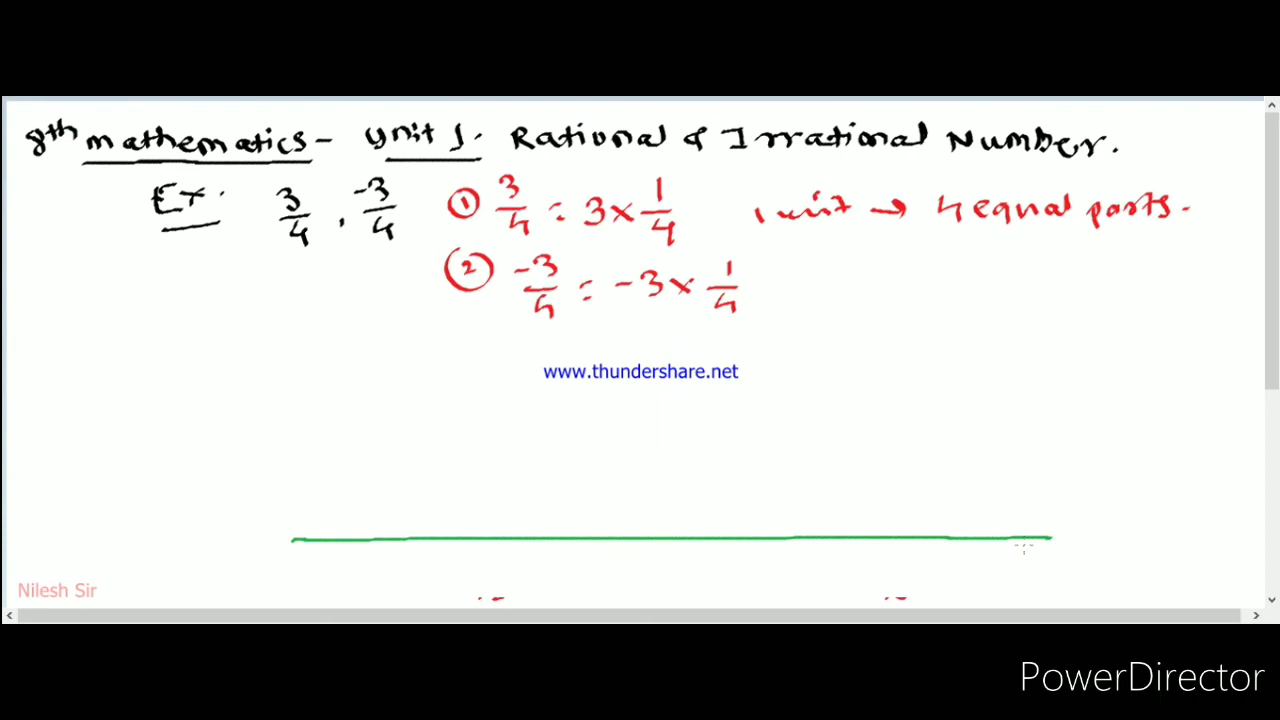 8th mathematics - Unit 1. Rational & Irrational Number.
Ex. 3/4, -3/4 ① 3/4 = 3 x 1/4 1 unit → 4 equal parts.
② -3/4 = -3 x 1/4
www.thundershare.net
Nilesh Sir
PowerDirector